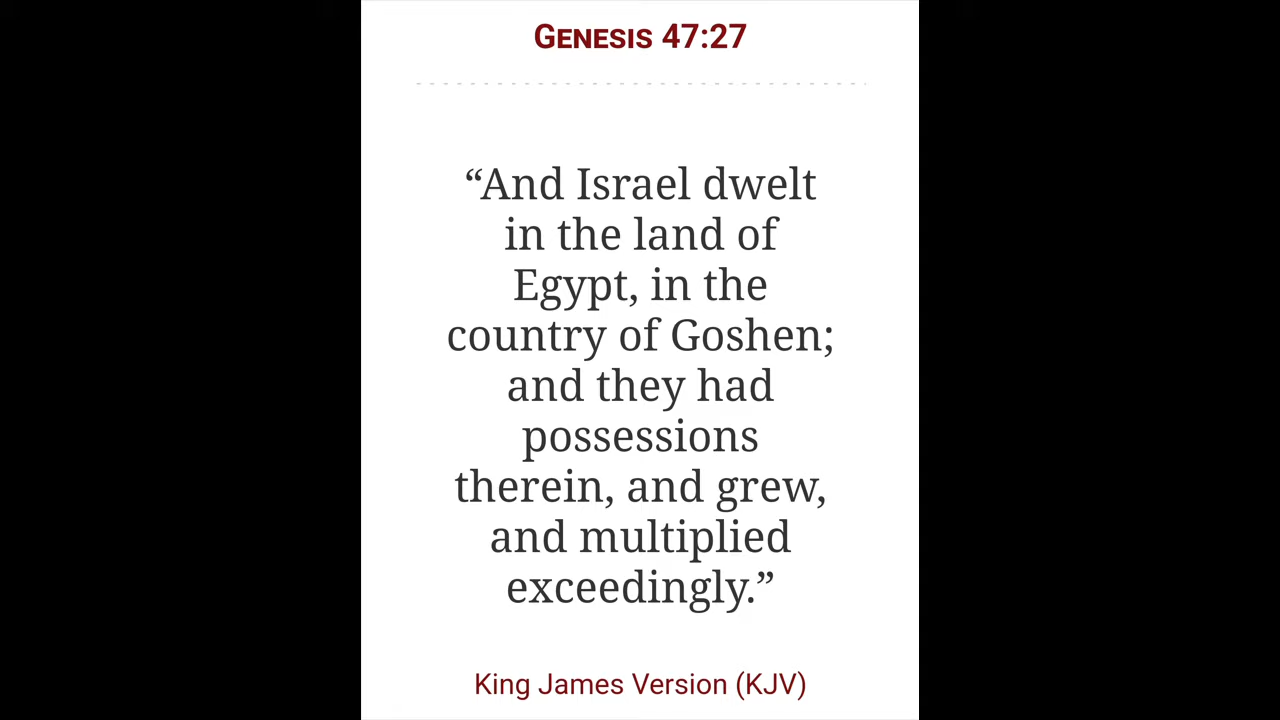 Genesis 47:27
“And Israel dwelt
in the land of
Egypt, in the
country of Goshen;
and they had
possessions
therein, and grew,
and multiplied
exceedingly.”
King James Version (KJV)